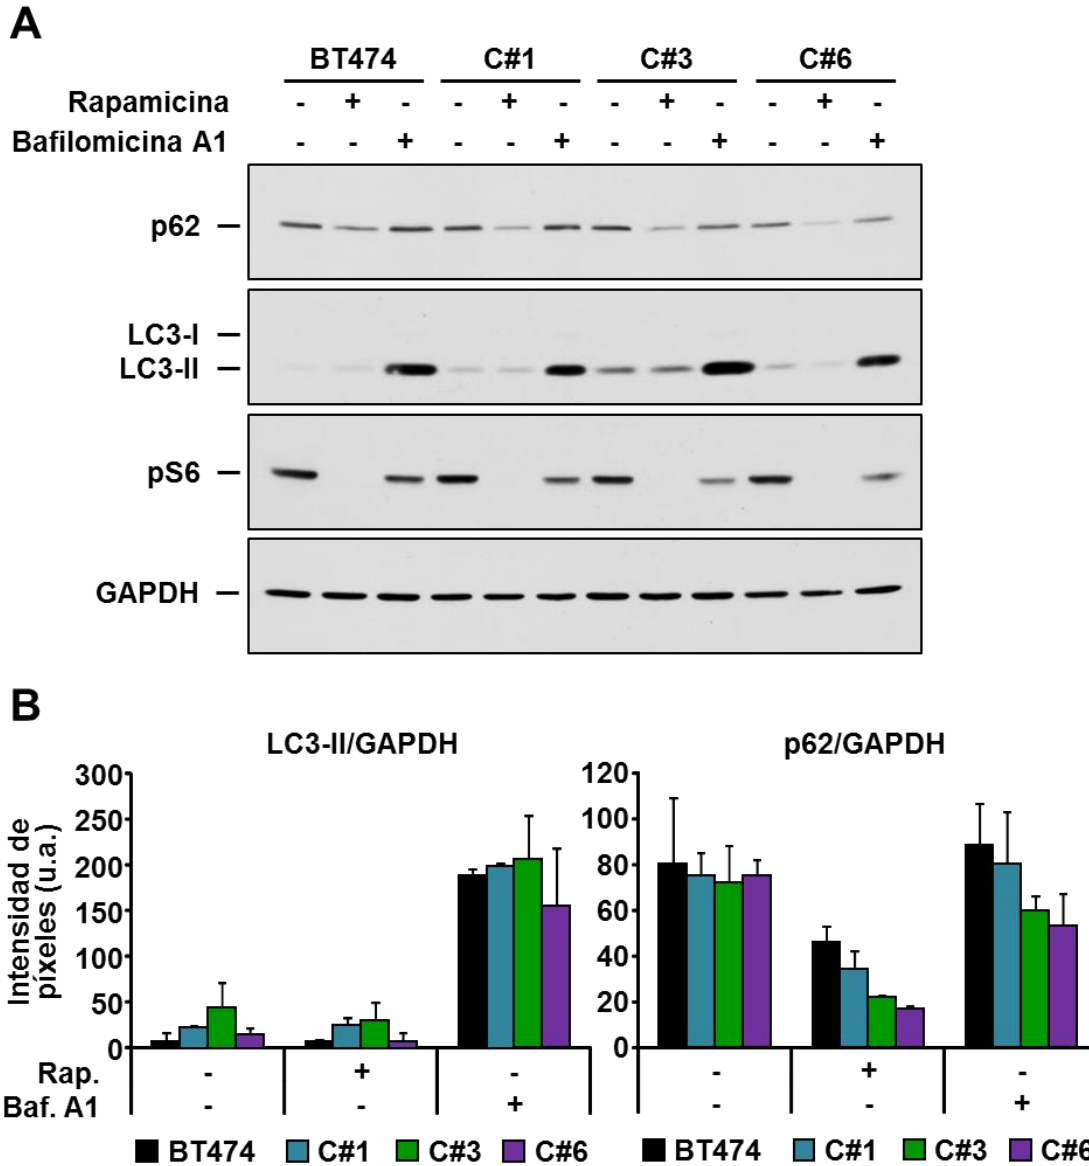 A
BT474 C#1 C#3 C#6
Rapamicina - + - - + - - + - - + -
Bafilomicina A1 - - + - - + - - + - - +
p62
LC3-I
LC3-II
pS6
GAPDH
B
LC3-II/GAPDH
Intensidad de
píxeles (u.a.)
300
250
200
150
100
50
0
p62/GAPDH
120
100
80
60
40
20
0
Rap. - + - - + -
Baf. A1 - - + - - +
BT474 C#1 C#3 C#6 BT474 C#1 C#3 C#6